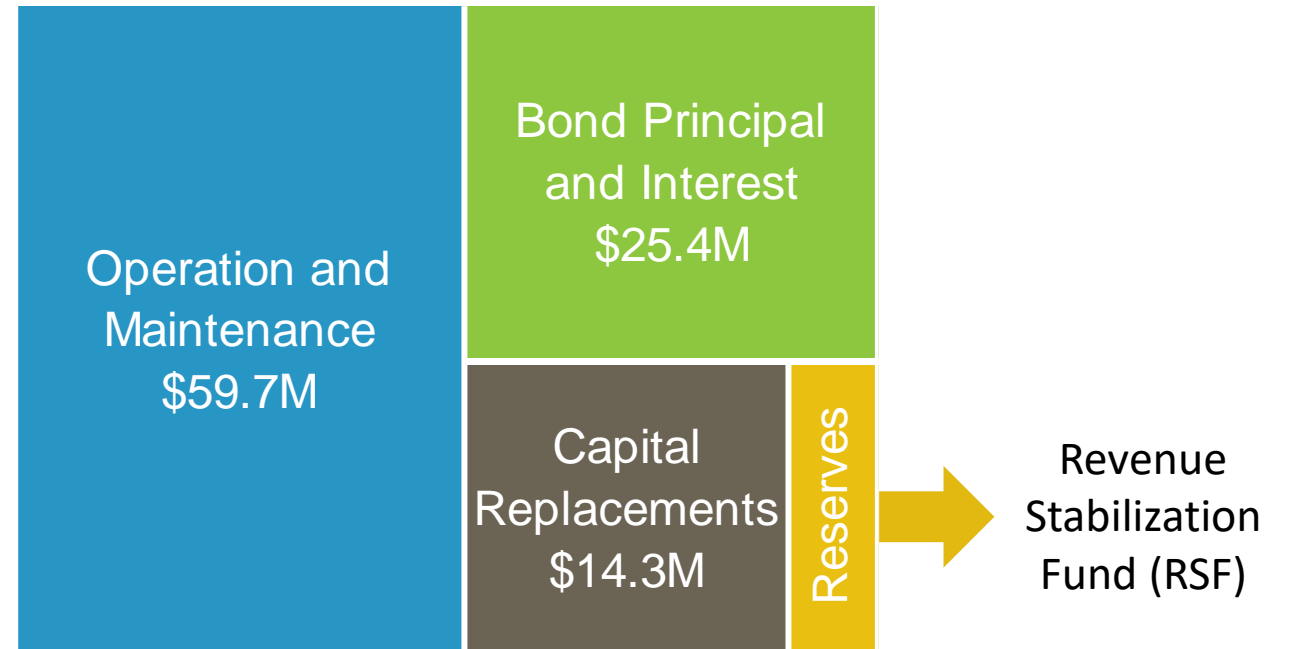 Operation and
Maintenance
$59.7M
Bond Principal
and Interest
$25.4M
Capital
Replacements
$14.3M
Reserves
Revenue
Stabilization
Fund (RSF)